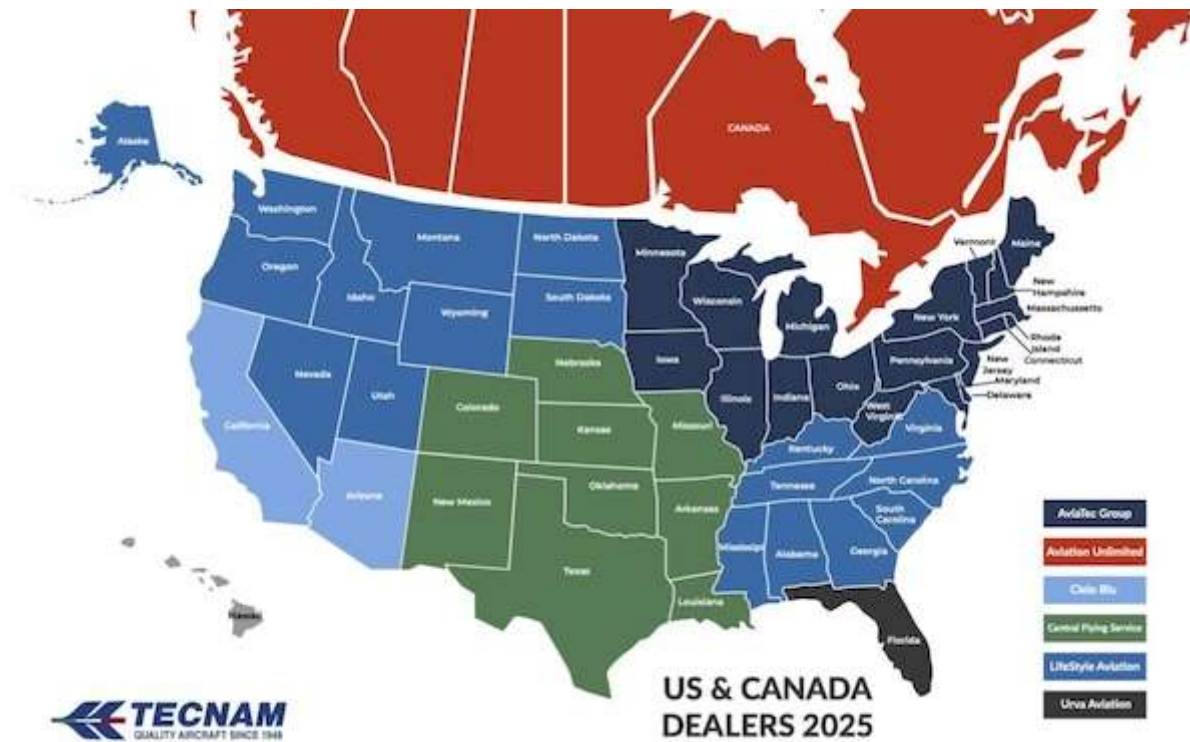 CANADA
Alaska
Washington
Montana
North Dakota
Minnesota
Vermont
Maine
Oregon
Idaho
Wyoming
South Dakota
Wisconsin
Michigan
New York
New
Hampshire
Massachusetts
Rhode
Island
Connecticut
Nevada
Utah
Nebraska
Iowa
Illinois
Indiana
Ohio
Pennsylvania
New
Jersey
Maryland
Delaware
West
Virginia
Virginia
California
Colorado
Kansas
Missouri
Kentucky
Arizona
New Mexico
Oklahoma
Arkansas
Tennessee
North Carolina
South
Carolina
Texas
Louisiana
Mississippi
Alabama
Georgia
Florida
Hawaii
AviaTec Group
Aviation Unlimited
Cielo Blu
Central Flying Service
LifeStyle Aviation
Urva Aviation
TECNAM
QUALITY AIRCRAFT SINCE 1948
US & CANADA
DEALERS 2025